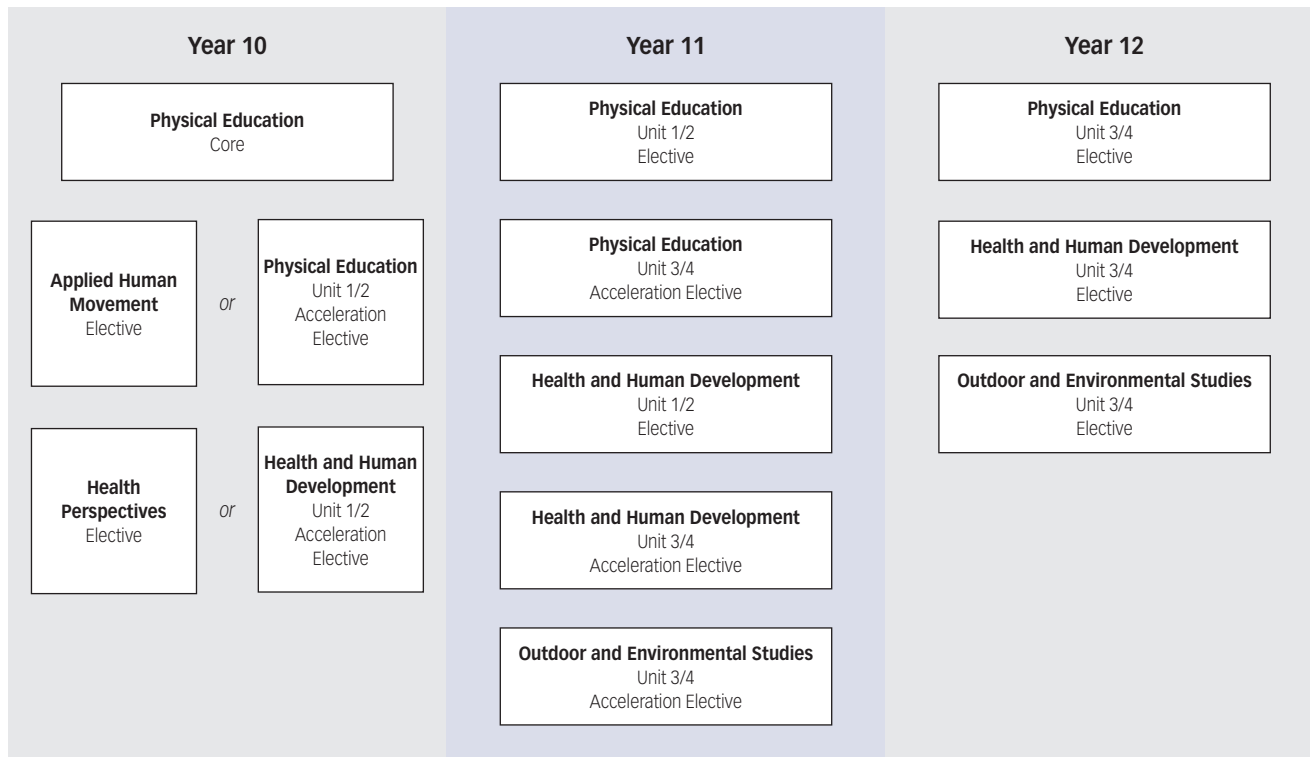 Year 10
Physical Education
Core
Applied Human
Movement
Elective
or
Physical Education
Unit 1/2
Acceleration
Elective
Health
Perspectives
Elective
or
Health and Human
Development
Unit 1/2
Acceleration
Elective
Year 11
Physical Education
Unit 1/2
Elective
Physical Education
Unit 3/4
Acceleration Elective
Health and Human Development
Unit 1/2
Elective
Health and Human Development
Unit 3/4
Acceleration Elective
Outdoor and Environmental Studies
Unit 3/4
Acceleration Elective
Year 12
Physical Education
Unit 3/4
Elective
Health and Human Development
Unit 3/4
Elective
Outdoor and Environmental Studies
Unit 3/4
Elective